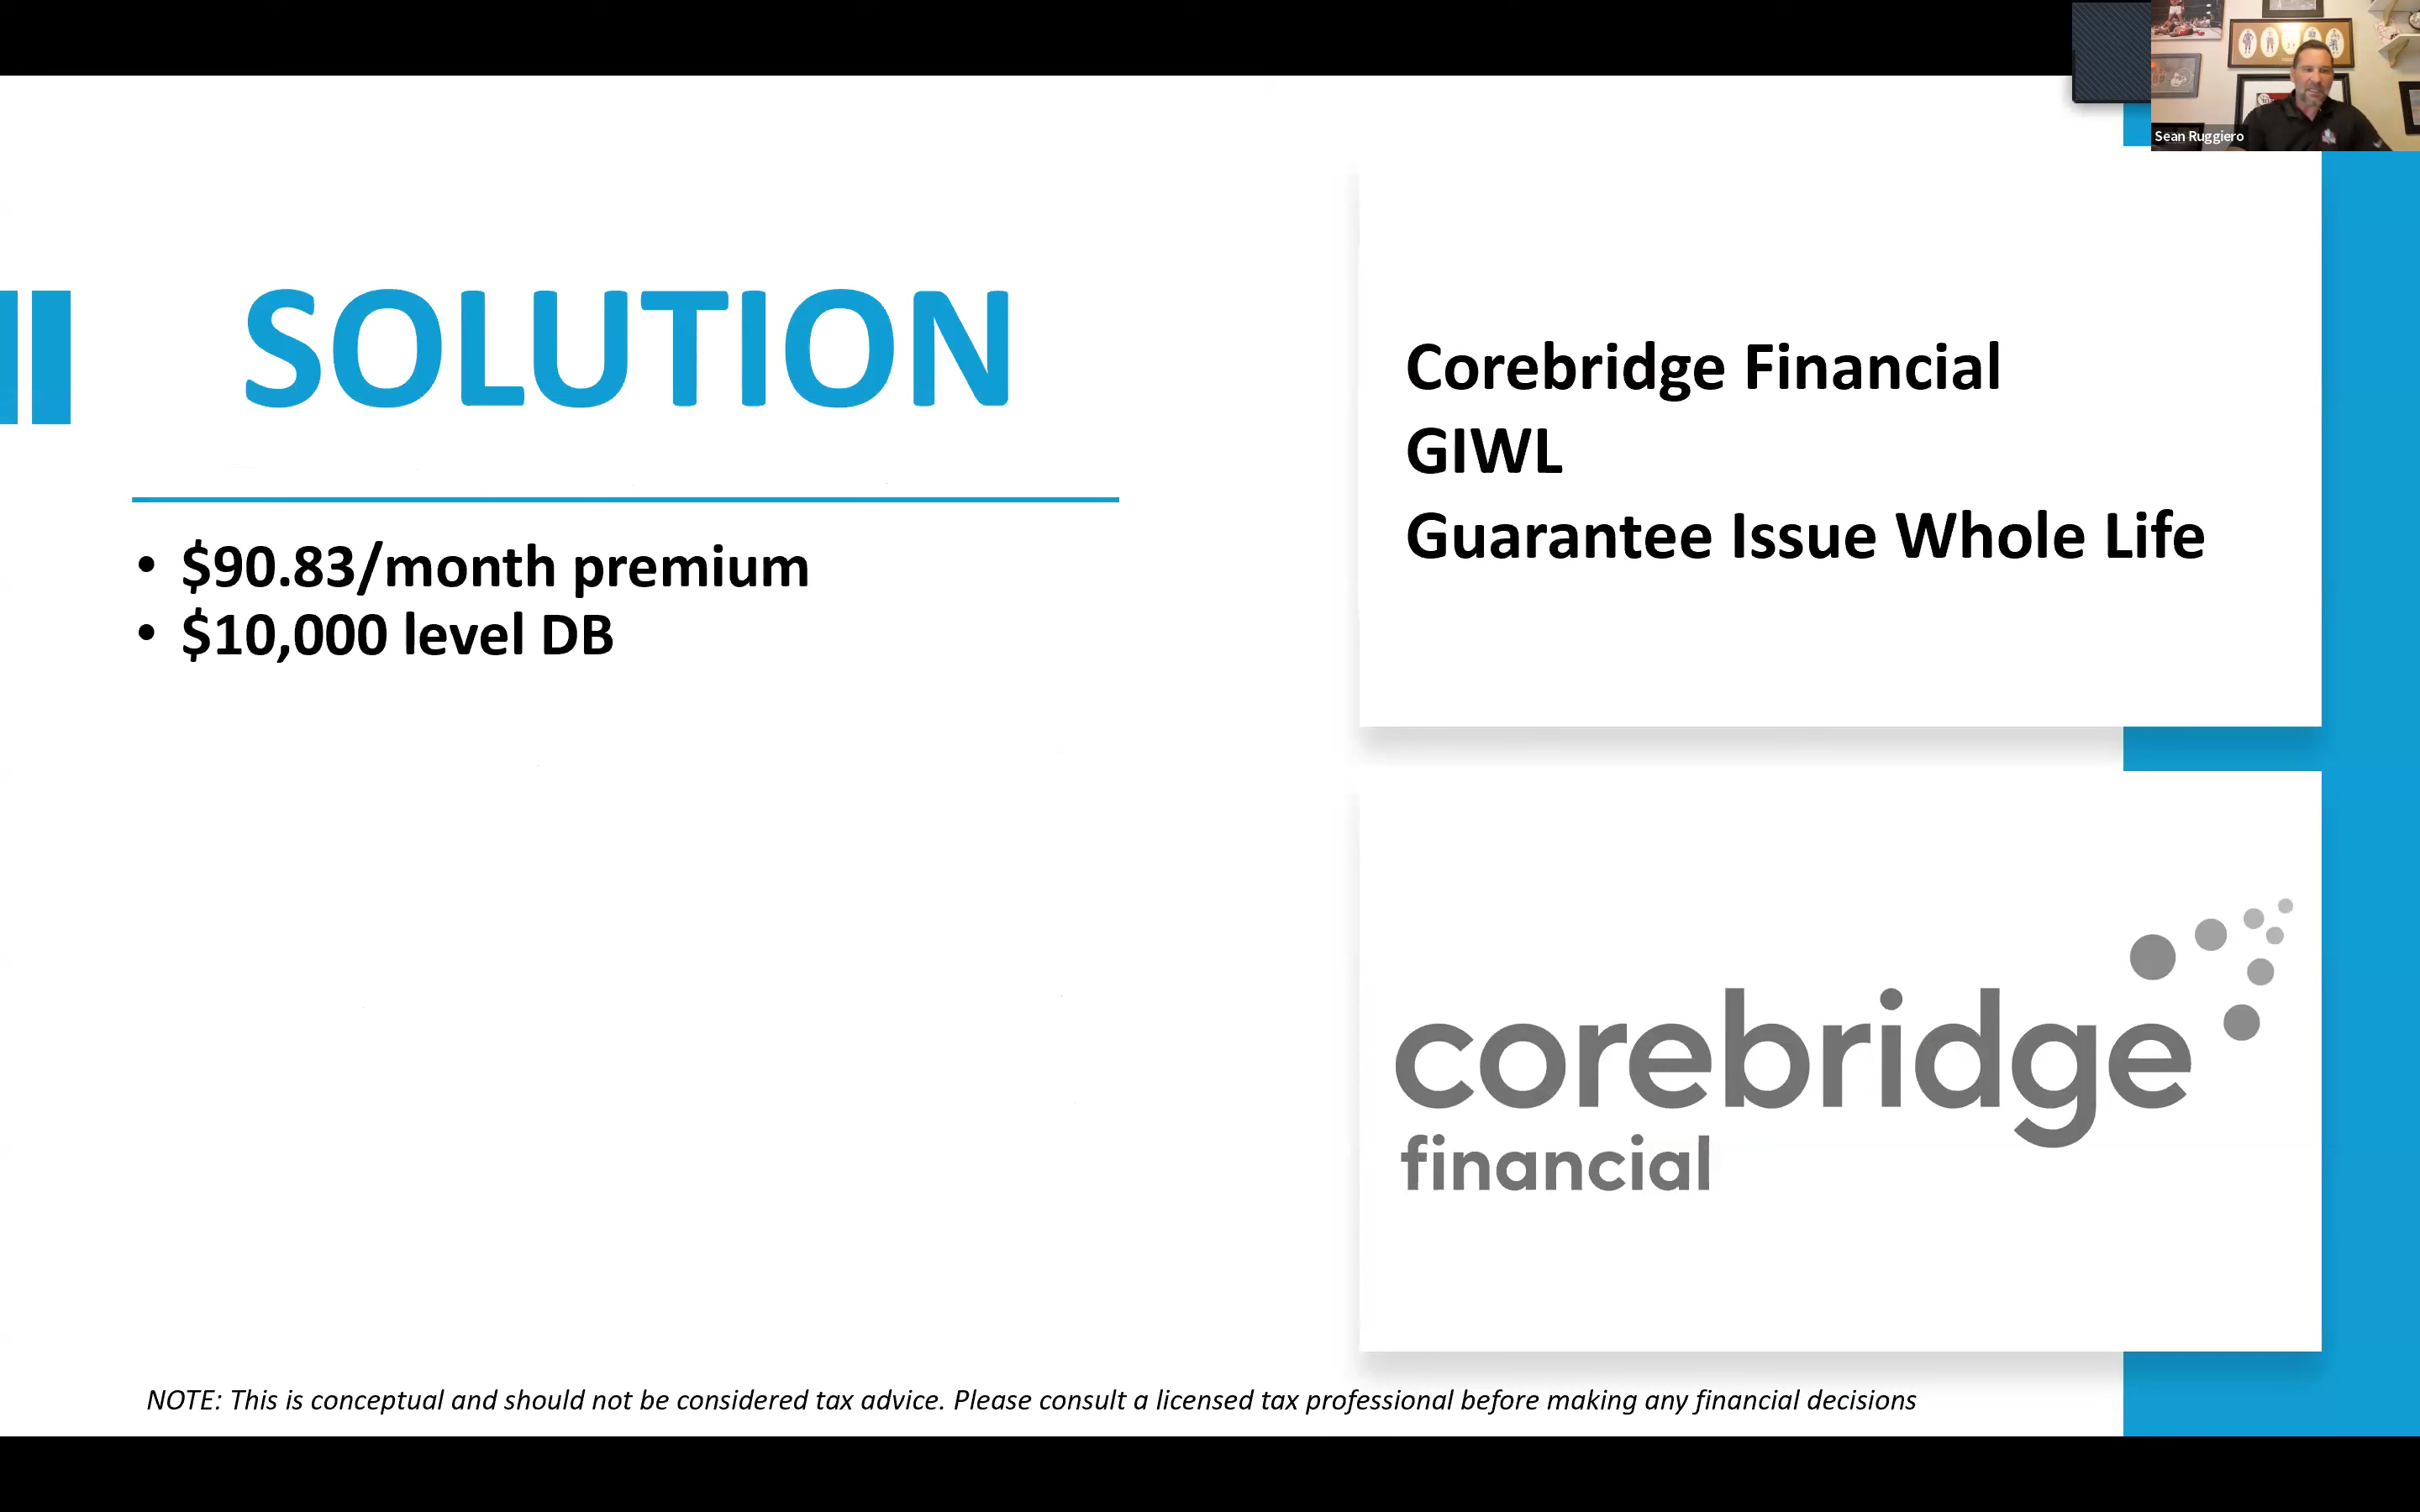 SOLUTION
• $90.83/month premium
• $10,000 level DB
Corebridge Financial
GIWL
Guarantee Issue Whole Life
corebridge
financial
NOTE: This is conceptual and should not be considered tax advice. Please consult a licensed tax professional before making any financial decisions
Sean Ruggiero